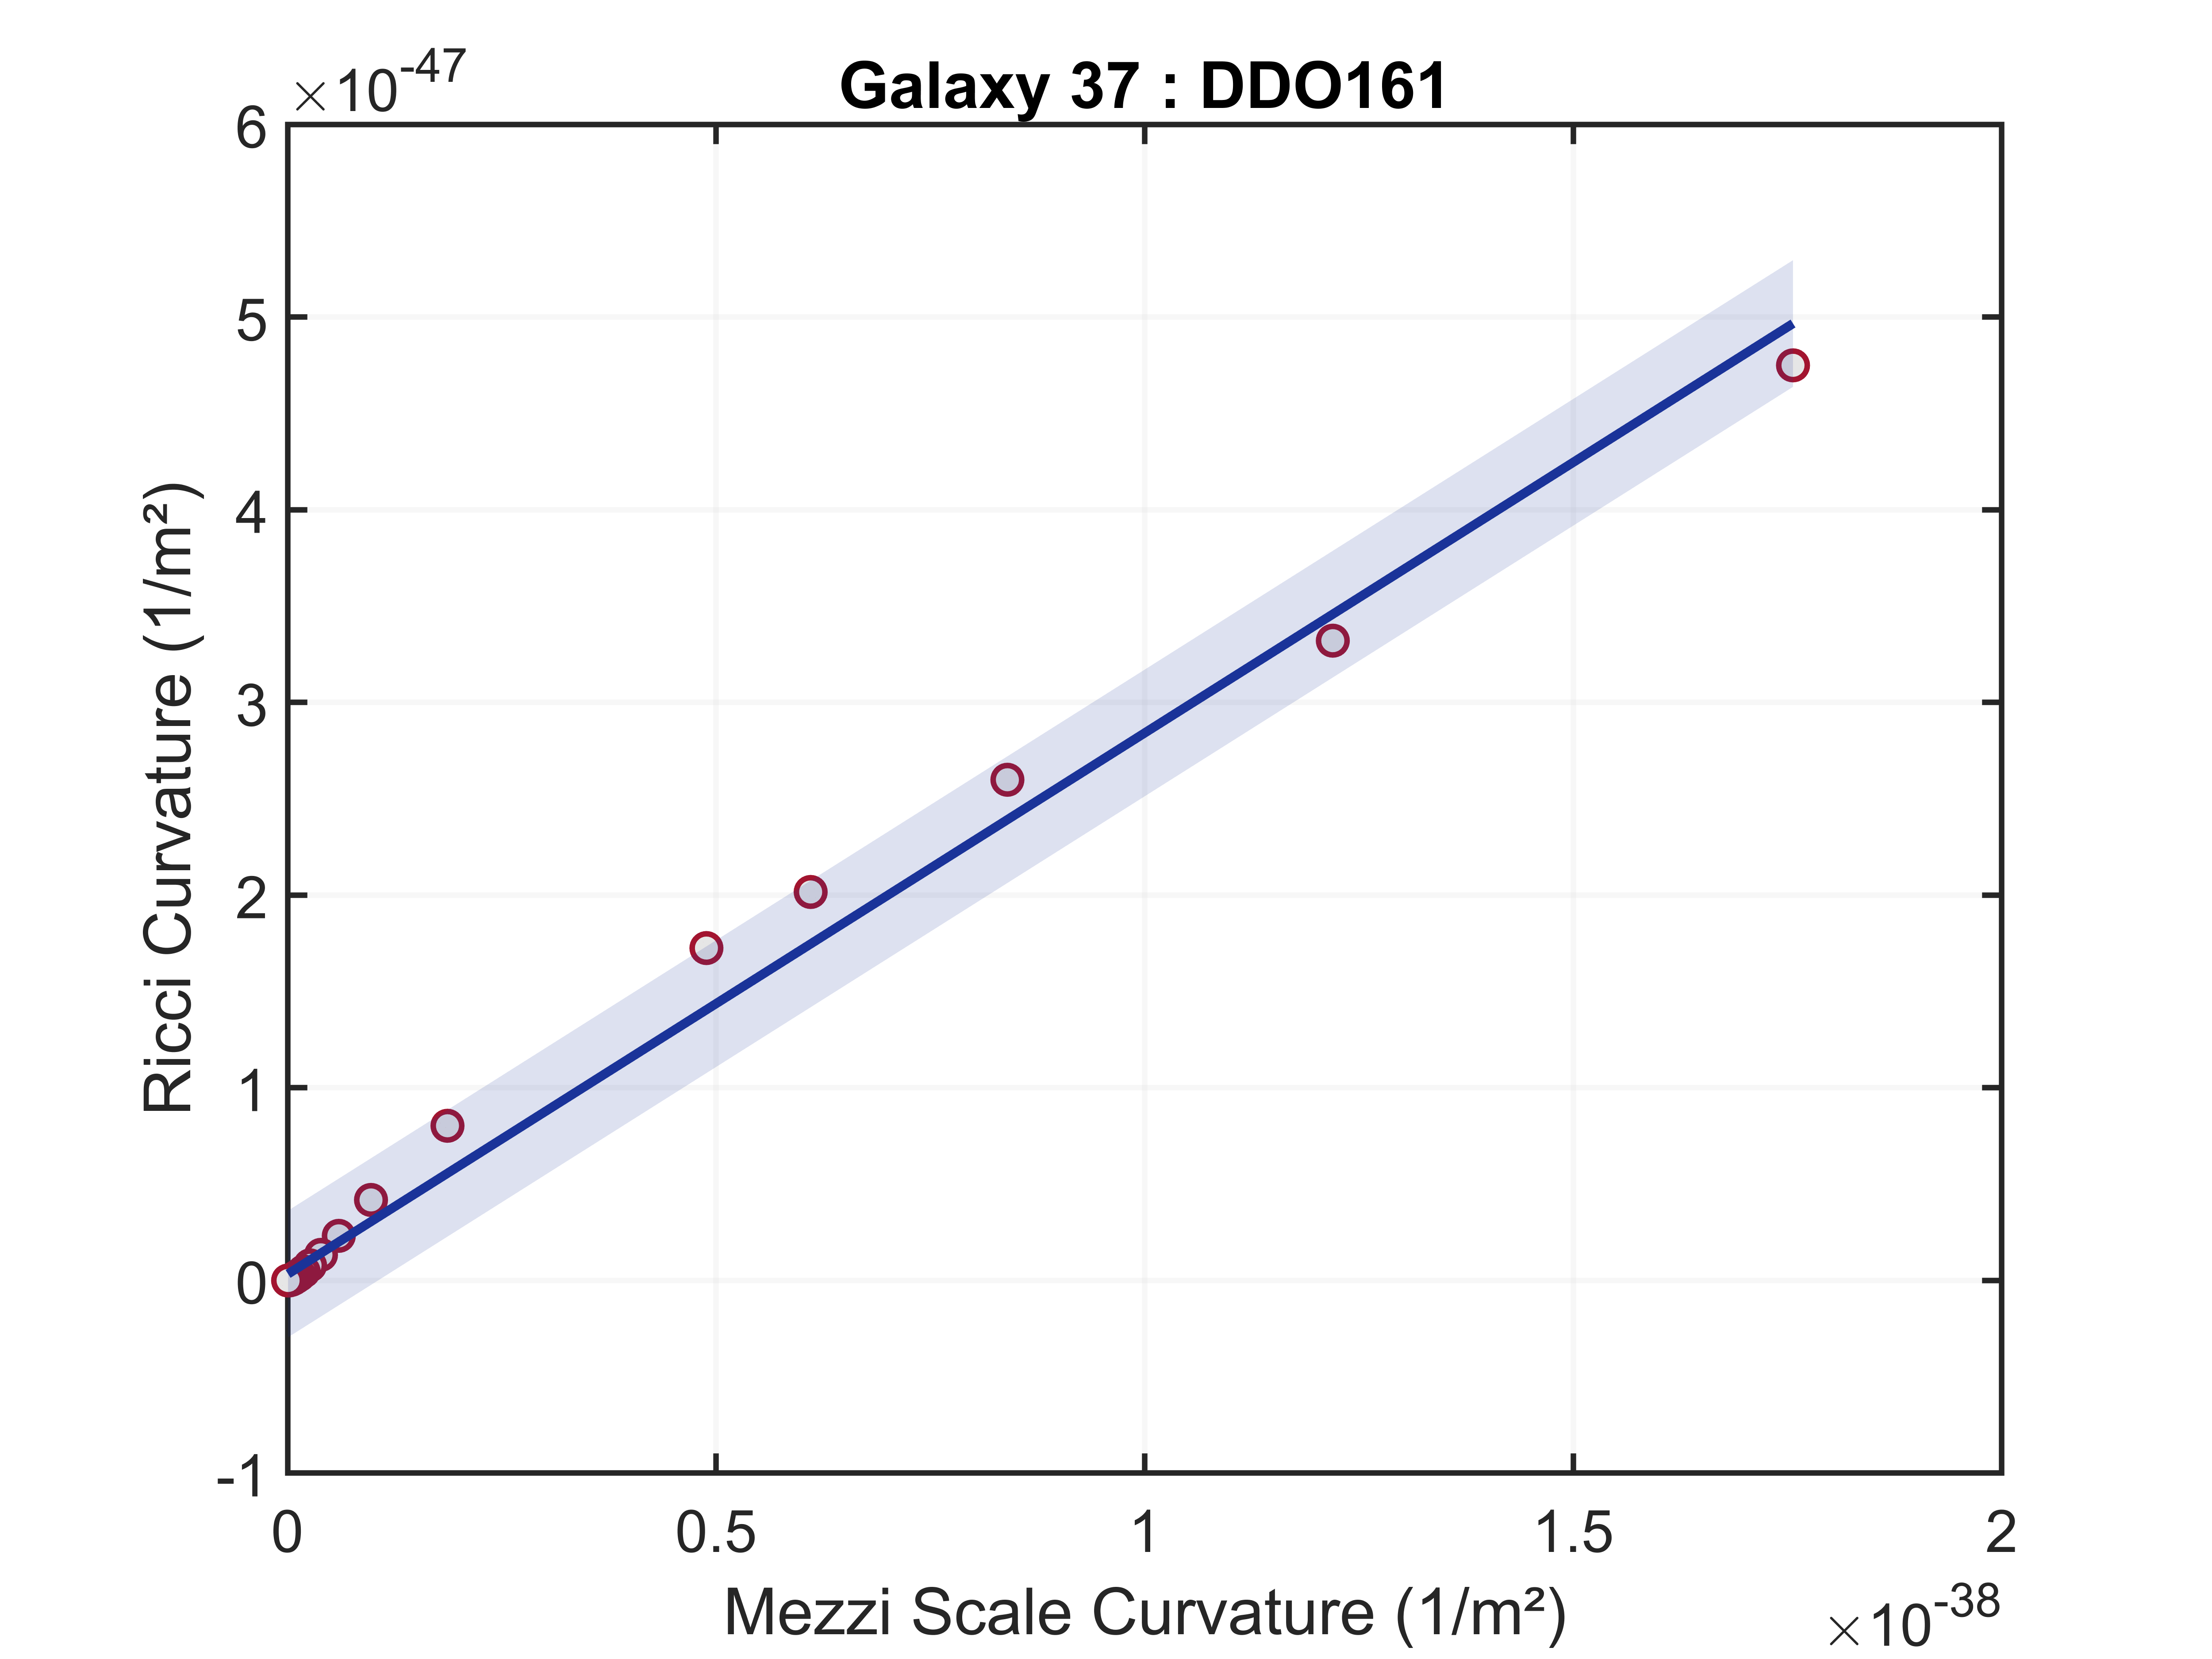 Galaxy 37 : DDO161
×10-47
6
5
4
3
2
1
0
-1
Ricci Curvature (1/m²)
0 0.5 1 1.5 2
Mezzi Scale Curvature (1/m²)
×10-38